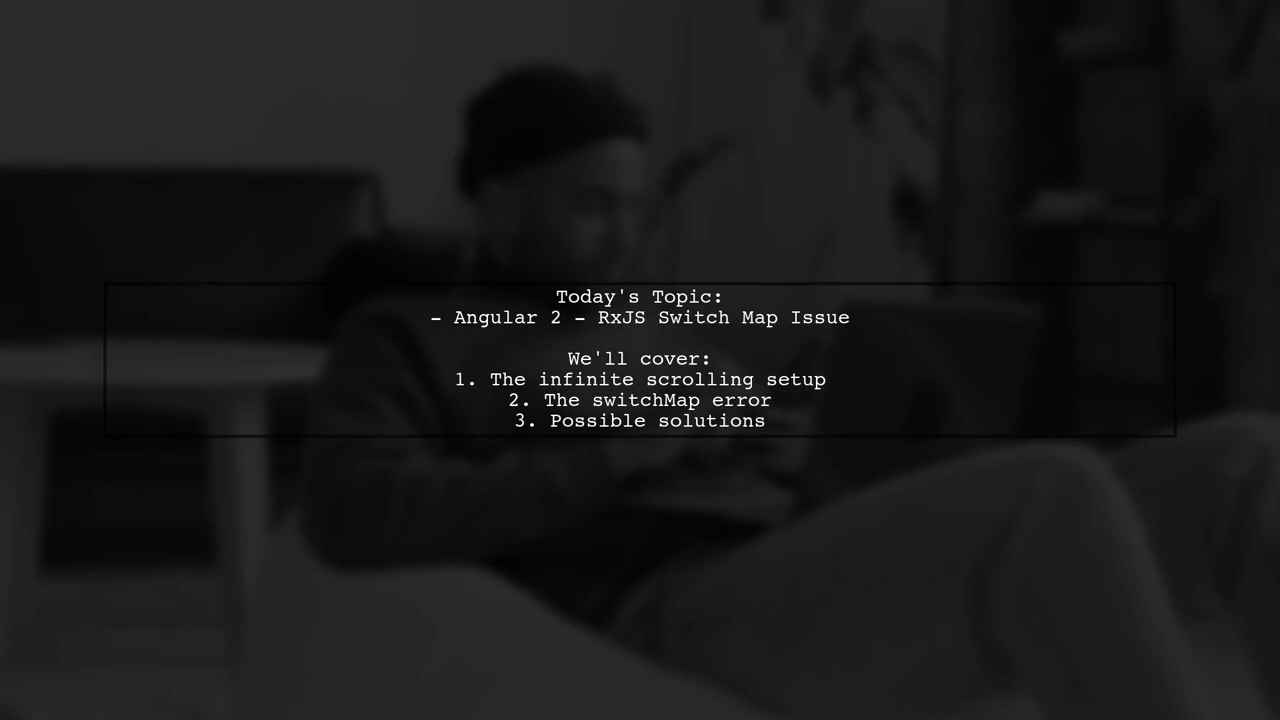 Today's Topic:
- Angular 2 - RxJS Switch Map Issue
We'll cover:
1. The infinite scrolling setup
2. The switchMap error
3. Possible solutions